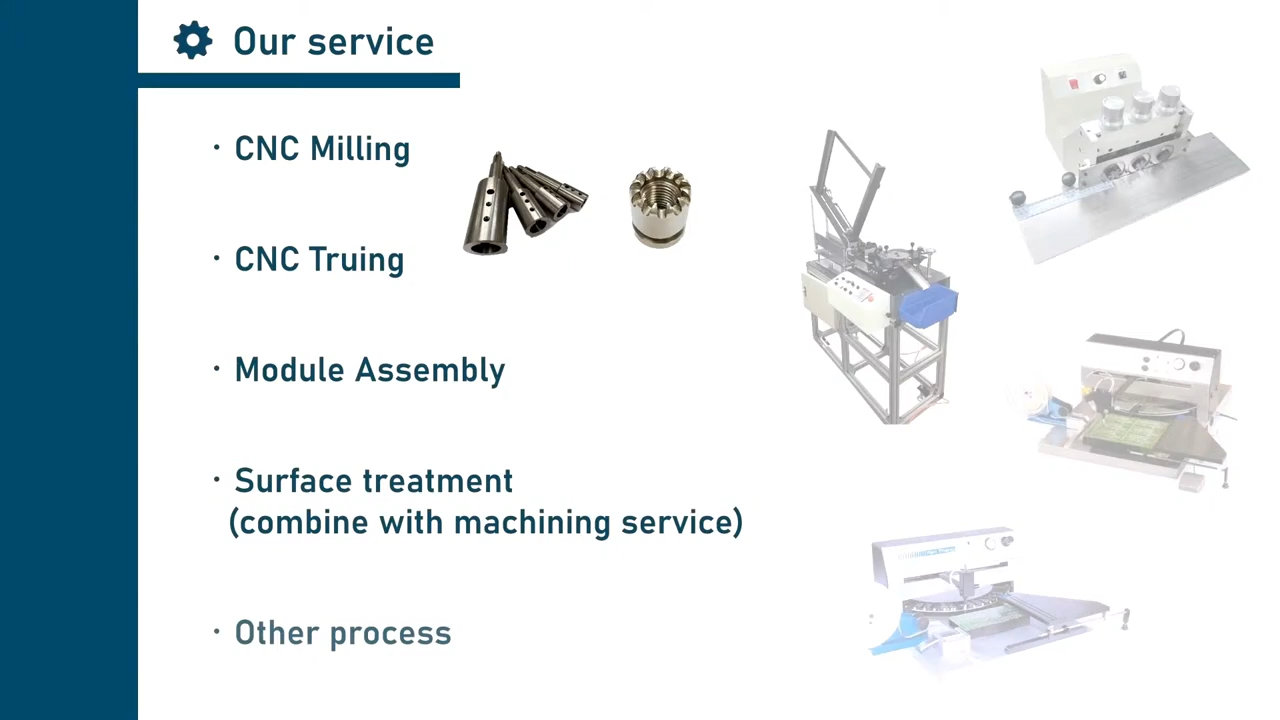 Our service
· CNC Milling
· CNC Truing
· Module Assembly
· Surface treatment
(combine with machining service)
· Other process